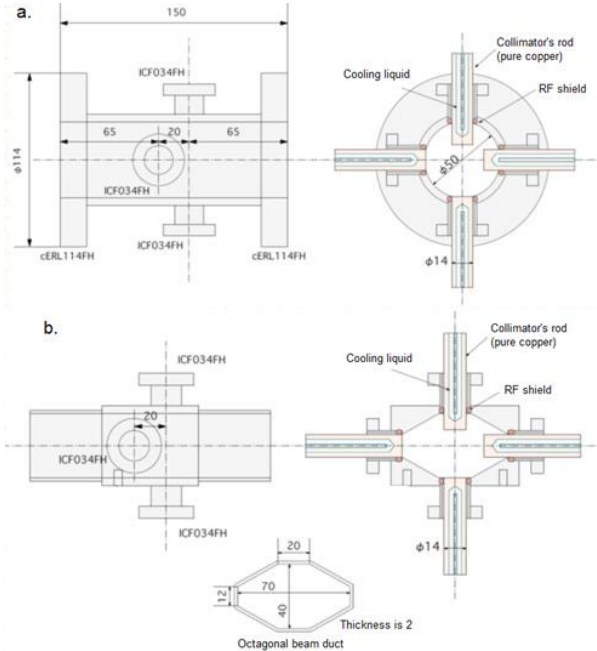 a.
150
ICF034FH
65
20
65
φ114
ICF034FH
ICF034FH
cERL114FH
cERL114FH
Collimator's rod
(pure copper)
Cooling liquid
RF shield
φ50
φ14
b.
ICF034FH
20
ICF034FH
ICF034FH
Collimator's rod
(pure copper)
Cooling liquid
RF shield
φ14
20
12
70
40
Thickness is 2
Octagonal beam duct